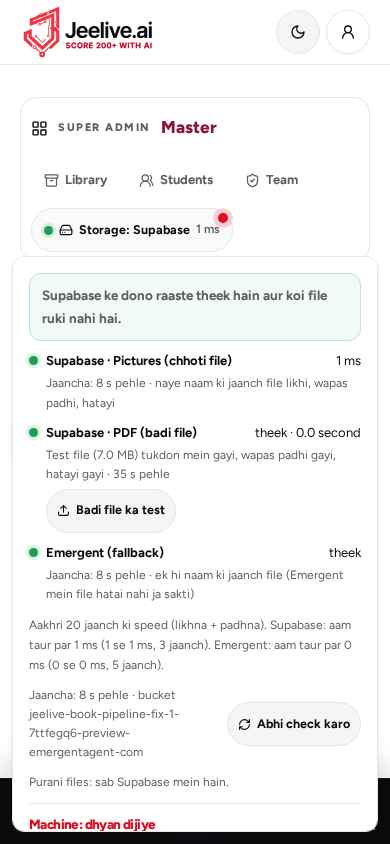 Jeelive.ai
SCORE 200+ WITH AI
SUPER ADMIN Master
Library Students Team
Storage: Supabase 1 ms
Supabase ke dono raaste theek hain aur koi file
ruki nahi hai.
Supabase · Pictures (chhoti file) 1 ms
Jaancha: 8 s pehle · naye naam ki jaanch file likhi, wapas
padhi, hatayi
Supabase · PDF (badi file) theek · 0.0 second
Test file (7.0 MB) tukdon mein gayi, wapas padhi gayi,
hatayi gayi · 35 s pehle
Badi file ka test
Emergent (fallback) theek
Jaancha: 8 s pehle · ek hi naam ki jaanch file (Emergent
mein file hatai nahi ja sakti)
Aakhri 20 jaanch ki speed (likhna + padhna). Supabase: aam
taur par 1 ms (1 se 1 ms, 3 jaanch). Emergent: aam taur par 0
ms (0 se 0 ms, 5 jaanch).
Jaancha: 8 s pehle · bucket
jeelive-book-pipeline-fix-1-
7ttfegq6-preview-
emergentagent-com
Abhi check karo
Purani files: sab Supabase mein hain.
Machine: dhyan dijiye